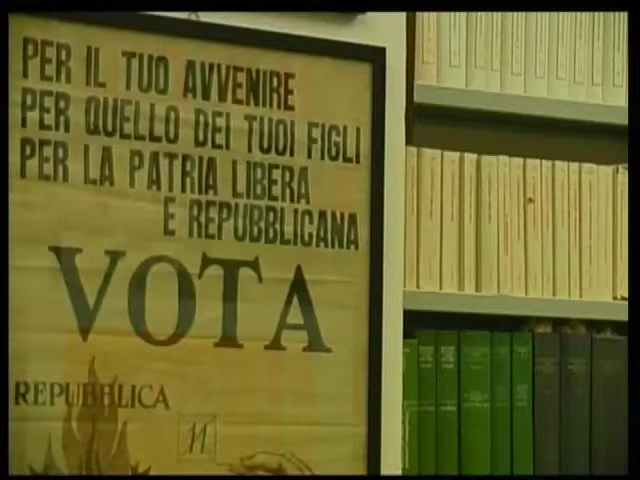 PER IL TUO AVVENIRE
PER QUELLO DEI TUOI FIGLI
PER LA PATRIA LIBERA
E REPUBBLICANA
VOTA
REPUBBLICA